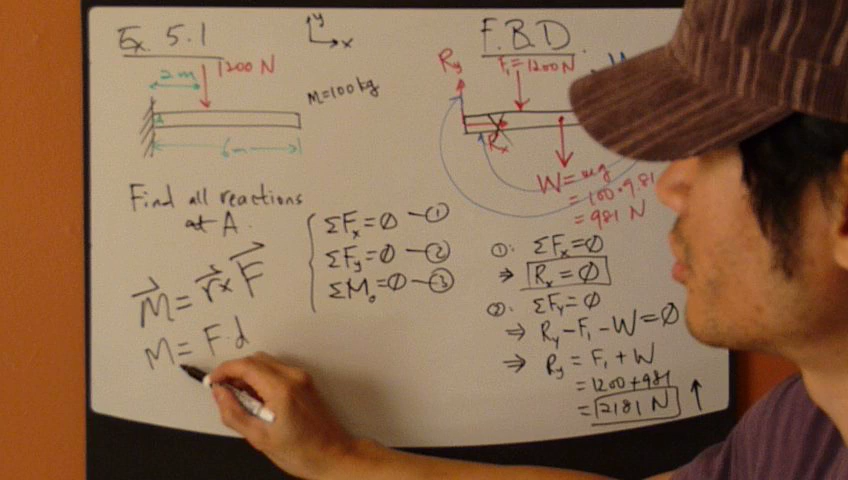 Ex. 5.1
1200 N
2 m
M=100 kg
A
6m
y
x
Find all reactions
at A.
M = r × F
M = F·d
ΣFx=0 —①
ΣFy=0 —②
ΣMo=0 —③
F.B.D.
Ry
F1=1200N
Rx
W=mg
=100·9.81
= 981 N
①: ΣFx=0
⇒ Rx = 0
②: ΣFy=0
⇒ Ry-F1-W=0
⇒ Ry = F1 + W
= 1200+981
= 2181 N ↑